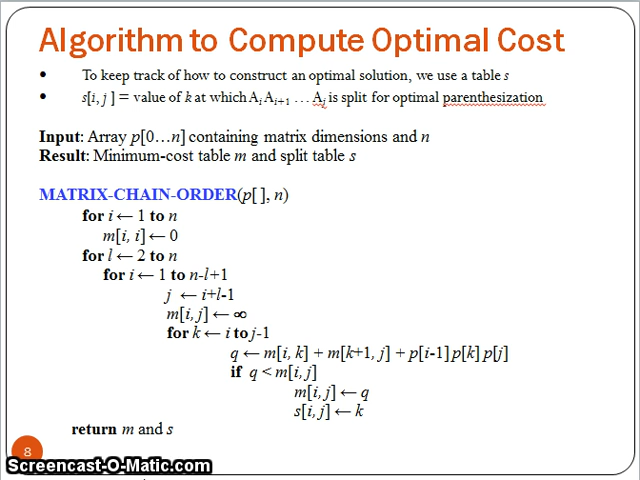 Algorithm to Compute Optimal Cost
• To keep track of how to construct an optimal solution, we use a table s
• s[i, j ] = value of k at which Ai Ai+1 … Aj is split for optimal parenthesization
Input: Array p[0…n] containing matrix dimensions and n
Result: Minimum-cost table m and split table s
MATRIX-CHAIN-ORDER(p[ ], n)
for i ← 1 to n
m[i, i] ← 0
for l ← 2 to n
for i ← 1 to n-l+1
j ← i+l-1
m[i, j] ← ∞
for k ← i to j-1
q ← m[i, k] + m[k+1, j] + p[i-1] p[k] p[j]
if q < m[i, j]
m[i, j] ← q
s[i, j] ← k
return m and s
8
Screencast-O-Matic.com